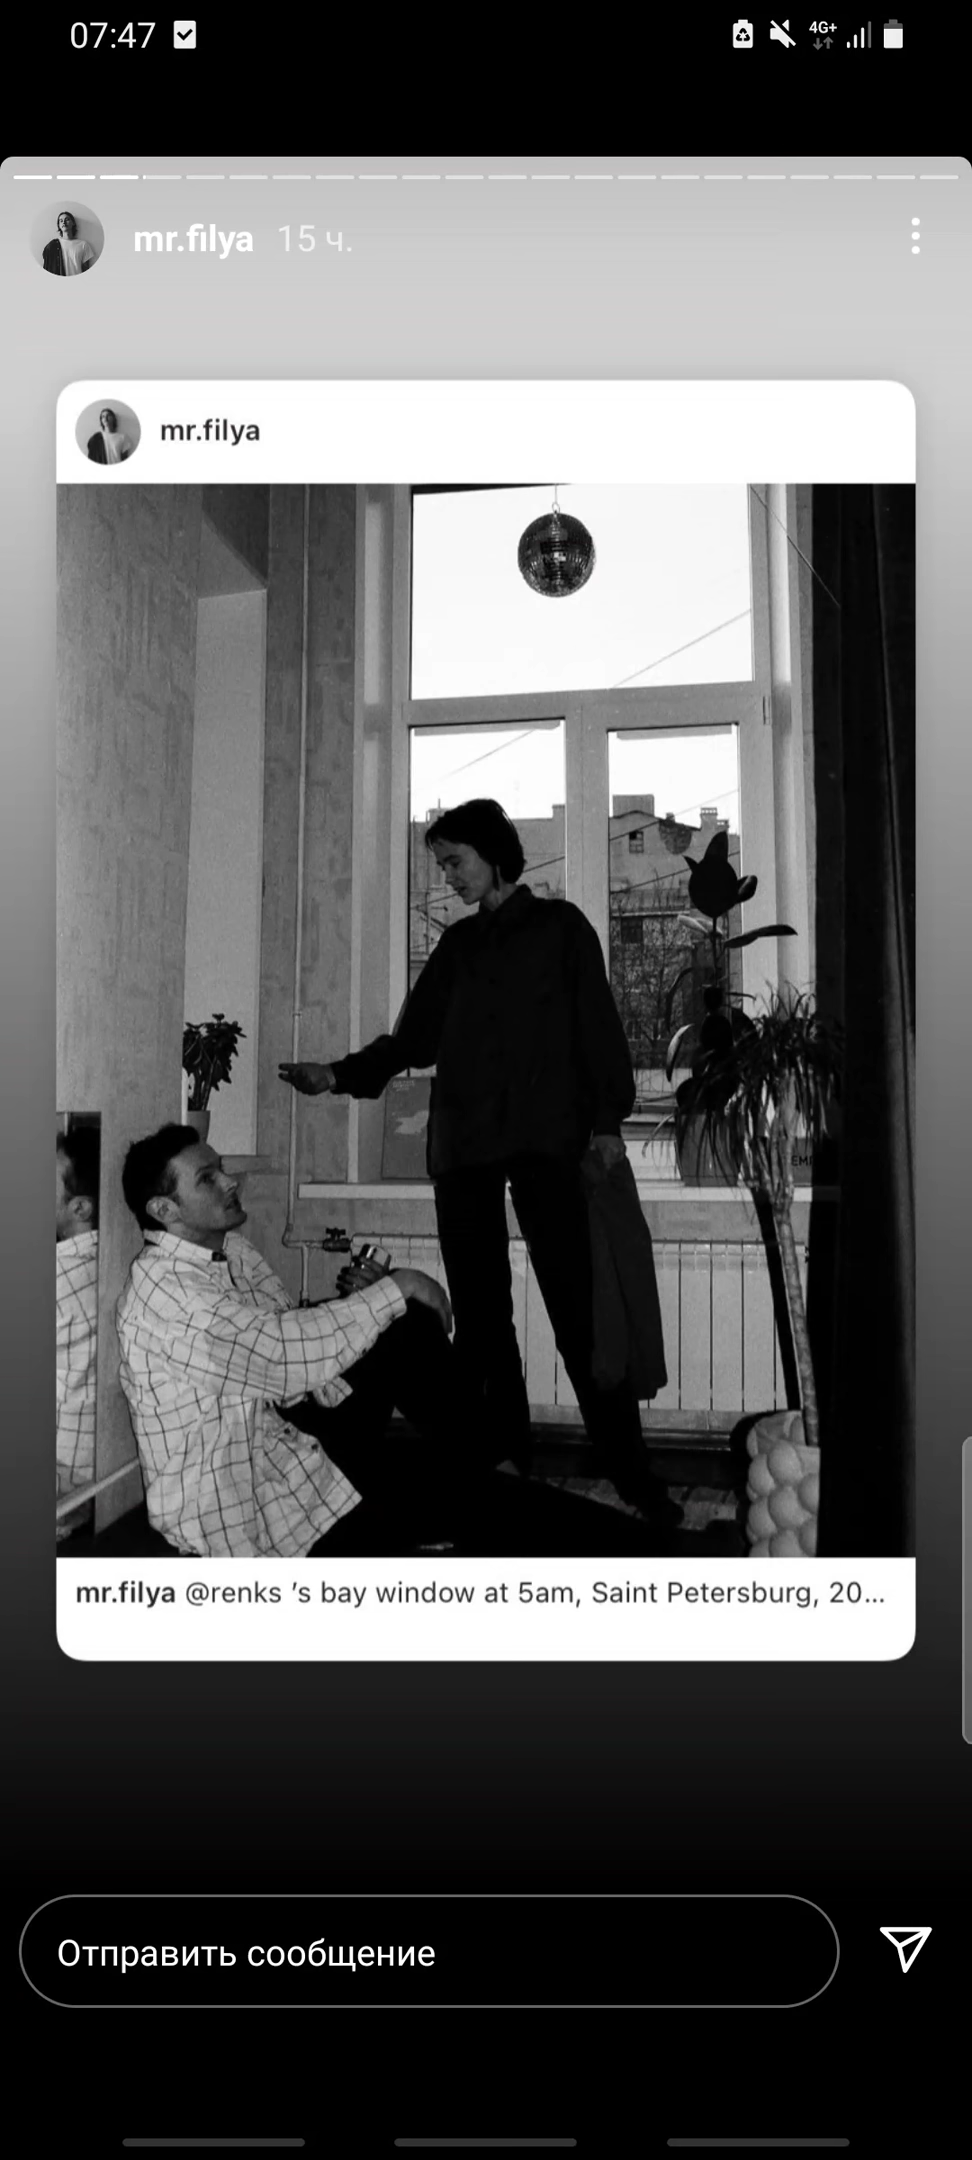 07:47
4G+
mr.filya 15 ч.
mr.filya
EMI
mr.filya @renks 's bay window at 5am, Saint Petersburg, 20...
Отправить сообщение